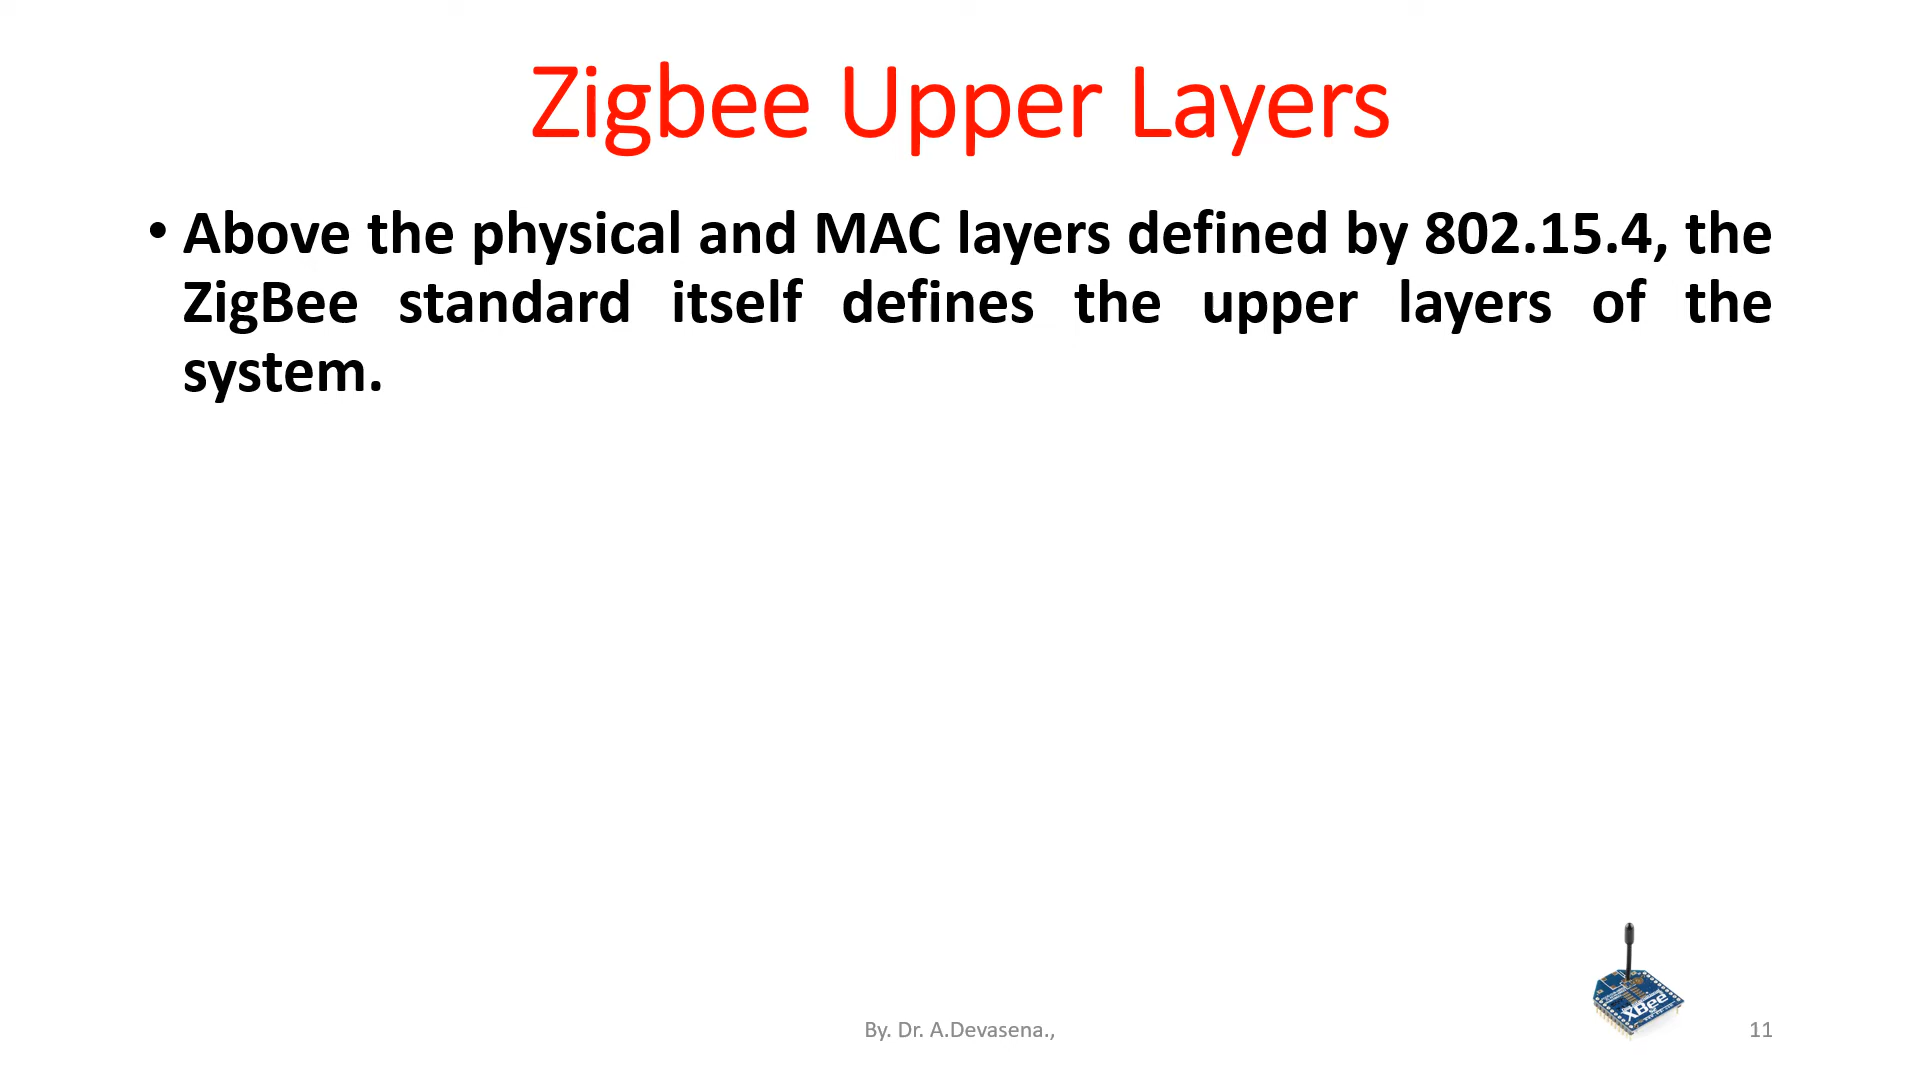 Zigbee Upper Layers
• Above the physical and MAC layers defined by 802.15.4, the
ZigBee standard itself defines the upper layers of the
system.
XBee
By. Dr. A.Devasena.,
11